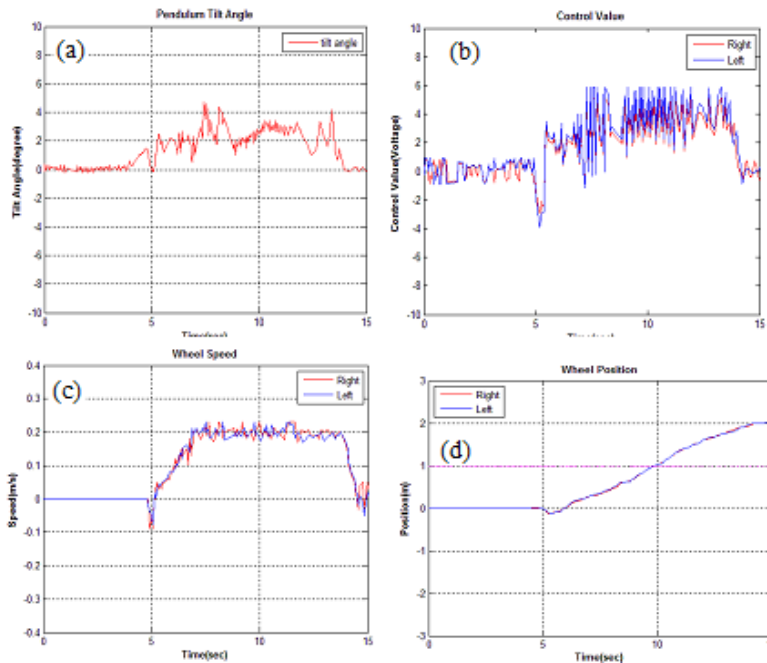 Pendulum Tilt Angle
(a)
tilt angle
Tilt Angle(degree)
10
8
6
4
2
0
-2
-4
-6
-8
-10
0 5 10 15
Control Value
(b)
Right
Left
Control Value(Voltage)
10
8
6
4
2
0
-2
-4
-6
-8
-10
0 5 10 15
Wheel Speed
(c)
Right
Left
Speed(m/s)
0.4
0.3
0.2
0.1
0
-0.1
-0.2
-0.3
-0.4
0 5 10 15
Time(sec)
Wheel Position
Right
Left
(d)
Position(m)
3
2
1
0
-1
-2
-3
0 5 10 15
Time(sec)